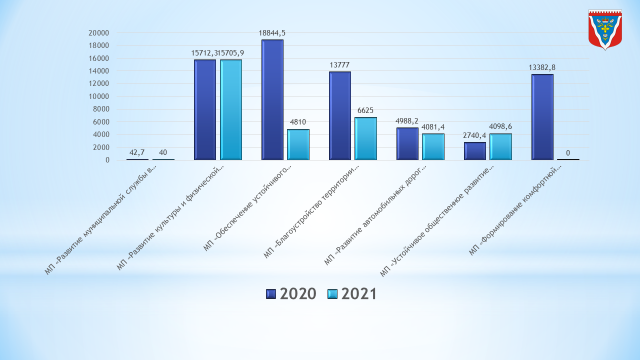 20000
18000
16000
14000
12000
10000
8000
6000
4000
2000
0
42,7 40
15712,3 15705,9
18844,5 4810
13777 6625
4988,2 4081,4
2740,4 4098,6
13382,8 0
МП «Развитие муниципальной службы в…
МП «Развитие культуры и физической…
МП «Обеспечение устойчивого…
МП «Благоустройство территории…
МП «Развитие автомобильных дорог…
МП «Устойчивое общественное развитие…
МП «Формирование комфортной…
2020 2021